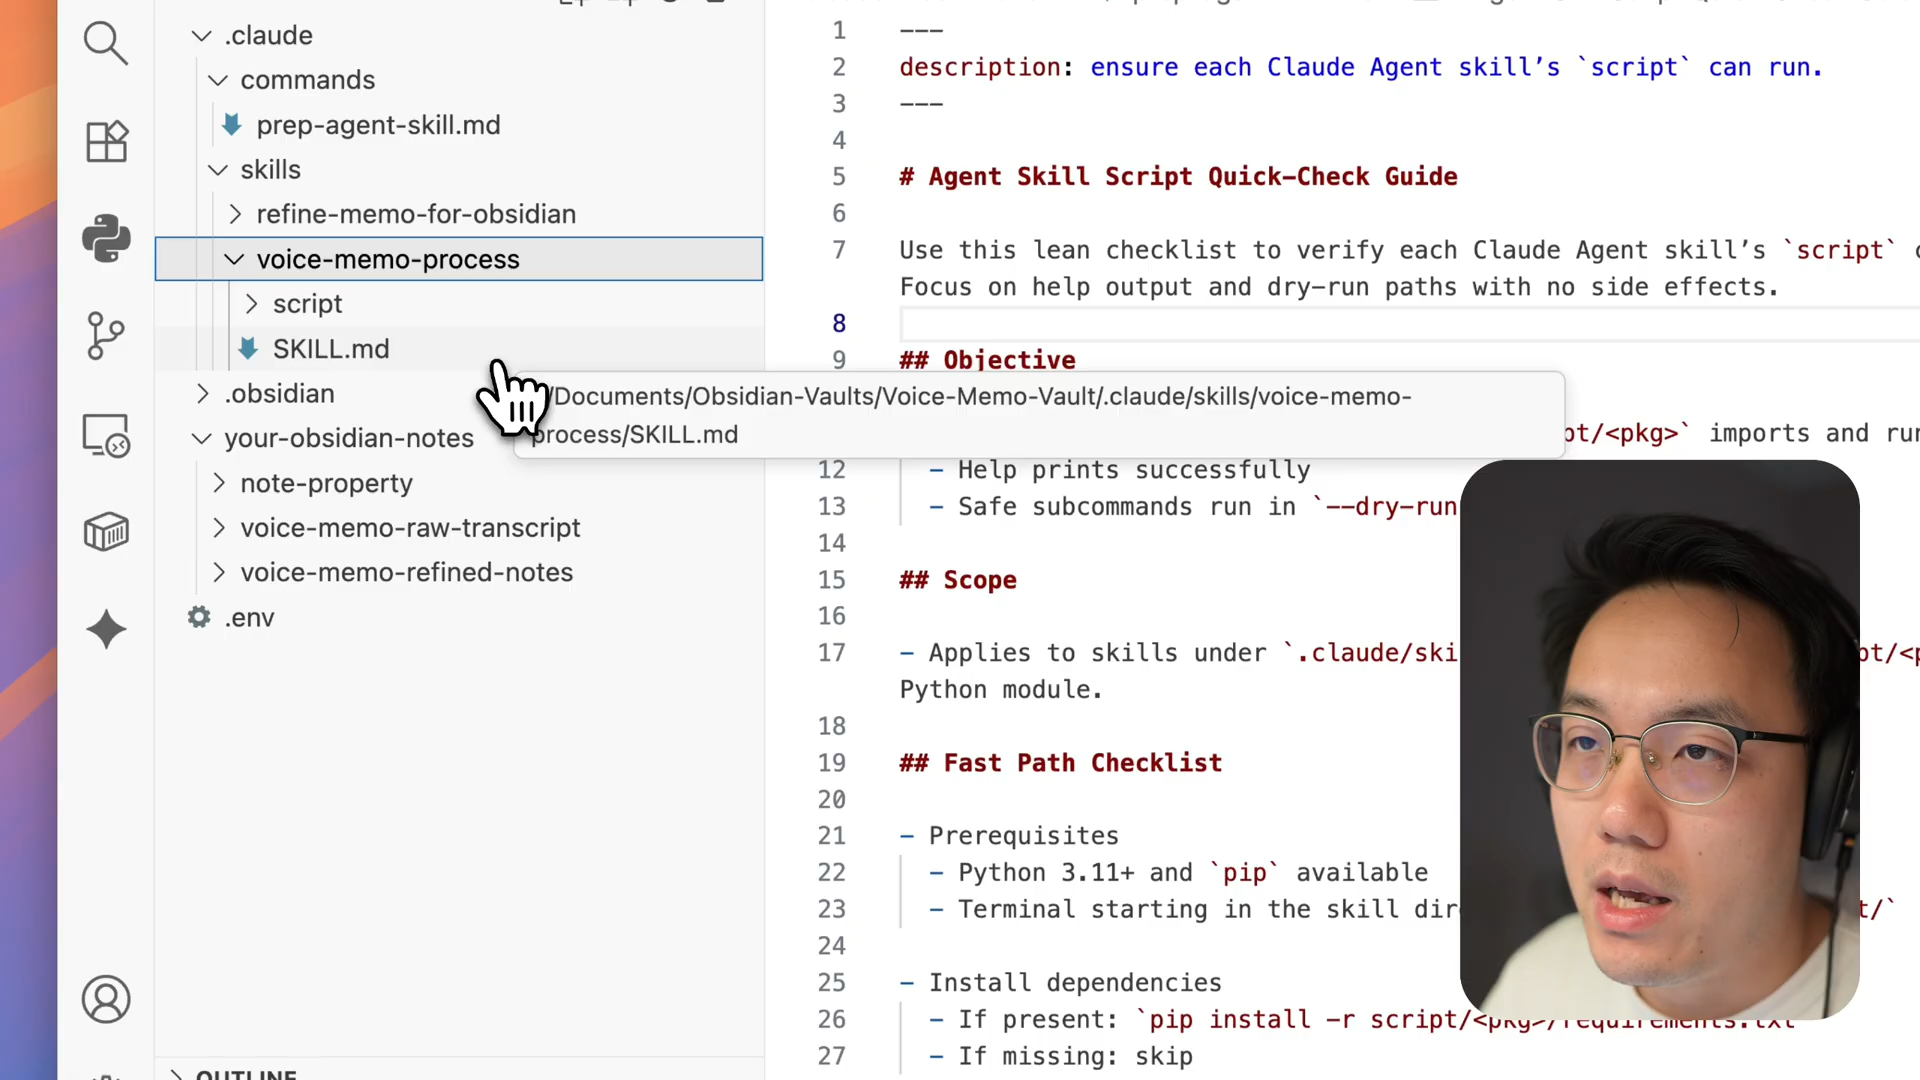 .claude
commands
prep-agent-skill.md
skills
refine-memo-for-obsidian
voice-memo-process
script
SKILL.md
.obsidian
your-obsidian-notes
note-property
voice-memo-raw-transcript
voice-memo-refined-notes
.env
OUTLINE
1 ---
2 description: ensure each Claude Agent skill’s `script` can run.
3 ---
4
5 # Agent Skill Script Quick-Check Guide
6
7 Use this lean checklist to verify each Claude Agent skill’s `script`
Focus on help output and dry-run paths with no side effects.
8
9 ## Objective
/Documents/Obsidian-Vaults/Voice-Memo-Vault/.claude/skills/voice-memo-
process/SKILL.md
pt/<pkg>` imports and
12 - Help prints successfully
13 - Safe subcommands run in `--dry-run
14
15 ## Scope
16
17 - Applies to skills under `.claude/ski
Python module.
18
19 ## Fast Path Checklist
20
21 - Prerequisites
22 - Python 3.11+ and `pip` available
23 - Terminal starting in the skill
24
25 - Install dependencies
26 - If present: `pip install -r script/<pkg>/requirements.txt
27 - If missing: skip